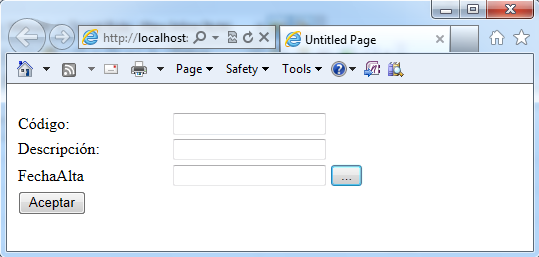 http://localhost:
Untitled Page
Page Safety Tools
Código:
Descripción:
FechaAlta ...
Aceptar